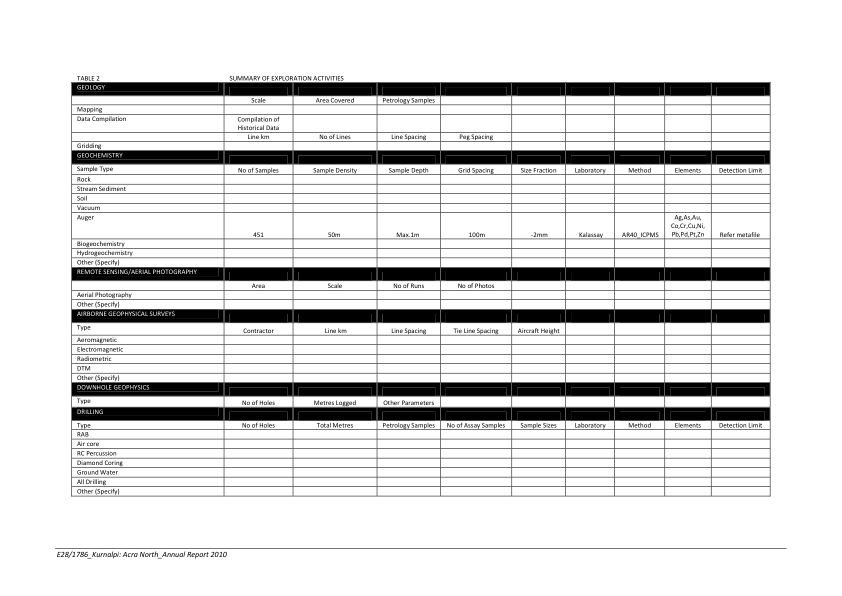 TABLE 2 SUMMARY OF EXPLORATION ACTIVITIES
GEOLOGY
Scale Area Covered Petrology Samples
Mapping
Data Compilation Compilation of
Historical Data
Line km No of Lines Line Spacing Peg Spacing
Gridding
GEOCHEMISTRY
Sample Type No of Samples Sample Density Sample Depth Grid Spacing Size Fraction Laboratory Method Elements Detection Limit
Rock
Stream Sediment
Soil
Vacuum
Auger 451 50m Max.1m 100m -2mm Kalassay AR40_ICPMS Ag,As,Au,
Co,Cr,Cu,Ni,
Pb,Pd,Pt,Zn Refer metafile
Biogeochemistry
Hydrogeochemistry
Other (Specify)
REMOTE SENSING/AERIAL PHOTOGRAPHY
Area Scale No of Runs No of Photos
Aerial Photography
Other (Specify)
AIRBORNE GEOPHYSICAL SURVEYS
Type Contractor Line km Line Spacing Tie Line Spacing Aircraft Height
Aeromagnetic
Electromagnetic
Radiometric
DTM
Other (Specify)
DOWNHOLE GEOPHYSICS
Type No of Holes Metres Logged Other Parameters
DRILLING
Type No of Holes Total Metres Petrology Samples No of Assay Samples Sample Sizes Laboratory Method Elements Detection Limit
RAB
Air core
RC Percussion
Diamond Coring
Ground Water
All Drilling
Other (Specify)
E28/1786_Kurnalpi: Acra North_Annual Report 2010